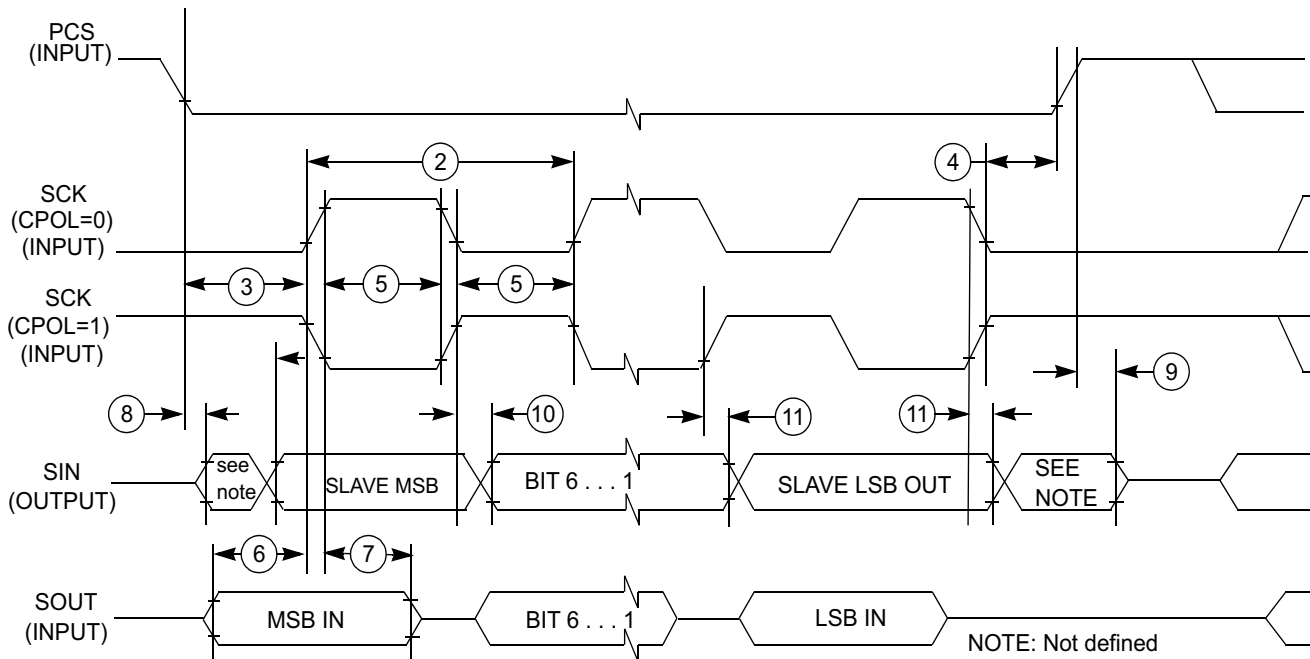 PCS
(INPUT)
2
4
SCK
(CPOL=0)
(INPUT)
3
5
5
SCK
(CPOL=1)
(INPUT)
9
8
10
11
11
SIN
(OUTPUT)
see
note
SLAVE MSB
BIT 6 . . . 1
SLAVE LSB OUT
SEE
NOTE
6
7
SOUT
(INPUT)
MSB IN
BIT 6 . . . 1
LSB IN
NOTE: Not defined